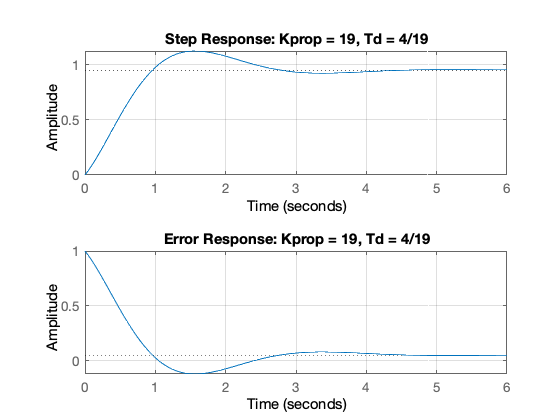 Step Response: Kprop = 19, Td = 4/19
1
0.5
0
Amplitude
0 1 2 3 4 5 6
Time (seconds)
Error Response: Kprop = 19, Td = 4/19
1
0.5
0
Amplitude
0 1 2 3 4 5 6
Time (seconds)